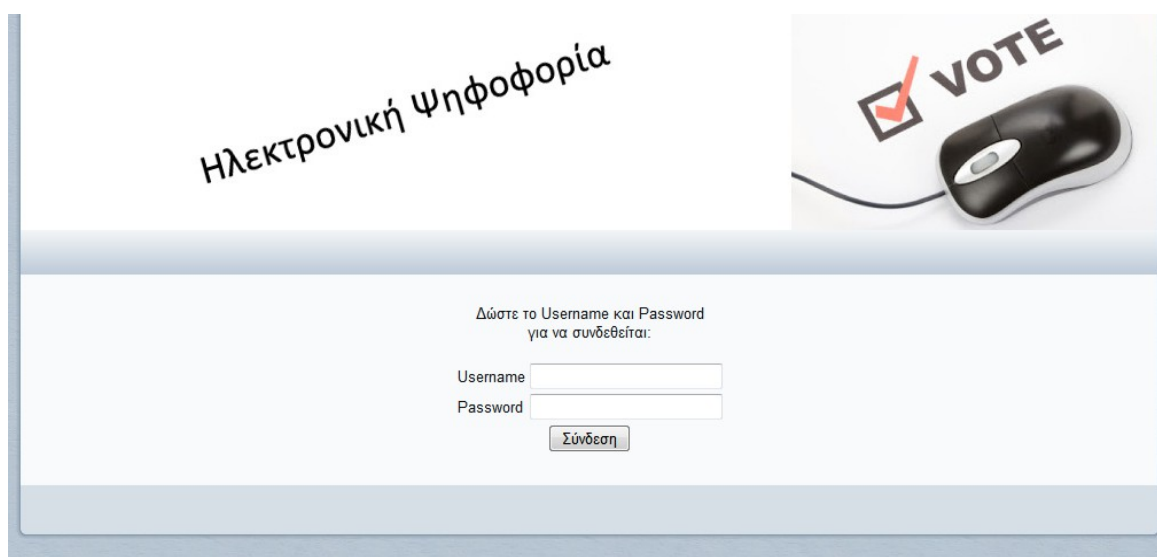 Ηλεκτρονική Ψηφοφορία
VOTE
Δώστε το Username και Password
για να συνδεθείται:
Username
Password
Σύνδεση